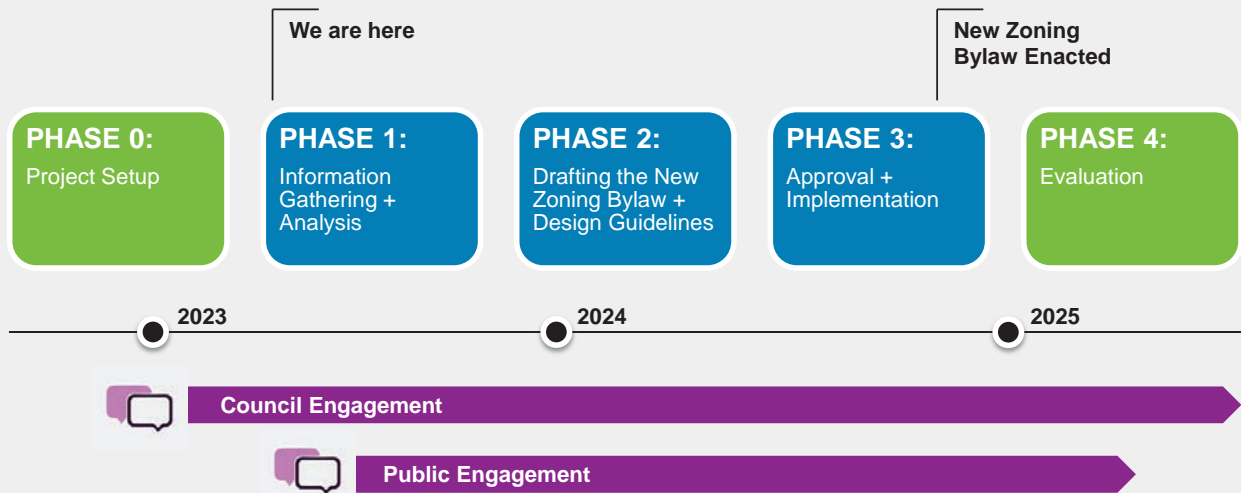 We are here
New Zoning
Bylaw Enacted
PHASE 0:
Project Setup
PHASE 1:
Information
Gathering +
Analysis
PHASE 2:
Drafting the New
Zoning Bylaw +
Design Guidelines
PHASE 3:
Approval +
Implementation
PHASE 4:
Evaluation
2023
2024
2025
Council Engagement
Public Engagement